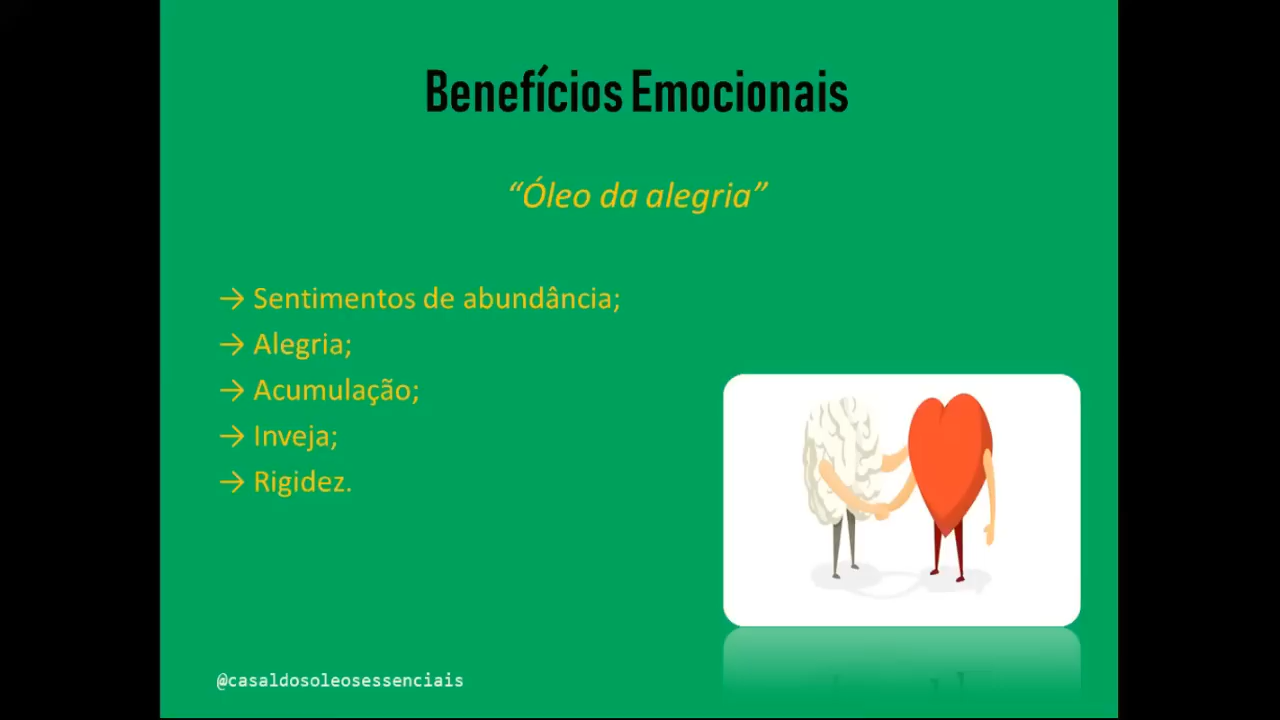 Benefícios Emocionais
“Óleo da alegria”
→ Sentimentos de abundância;
→ Alegria;
→ Acumulação;
→ Inveja;
→ Rigidez.
@casaldosoleosessenciais